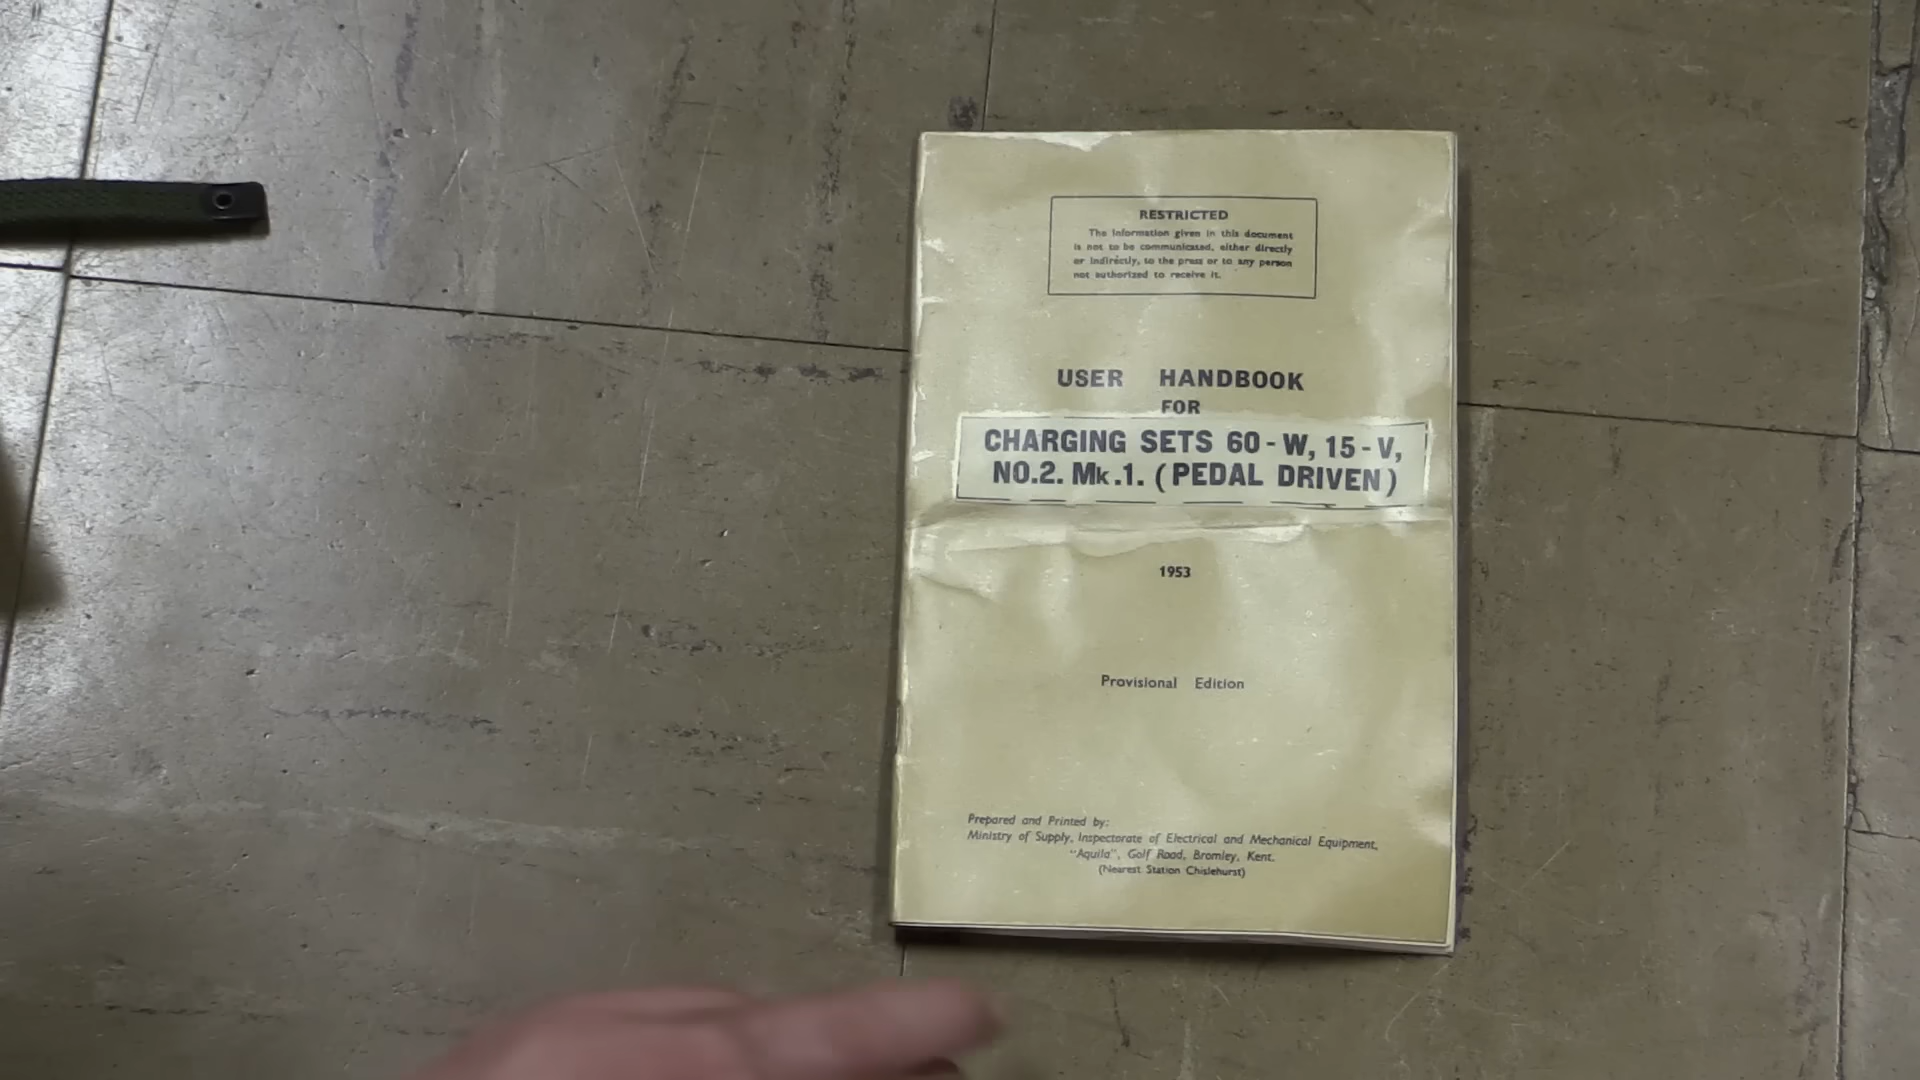 RESTRICTED
The information given in this document
is not to be communicated, either directly
or indirectly, to the press or to any person
not authorized to receive it.
USER HANDBOOK
FOR
CHARGING SETS 60-W, 15-V,
NO.2. Mk.1. (PEDAL DRIVEN)
1953
Provisional Edition
Prepared and Printed by:
Ministry of Supply, Inspectorate of Electrical and Mechanical Equipment,
"Aquila", Golf Road, Bromley, Kent.
(Nearest Station Chislehurst)